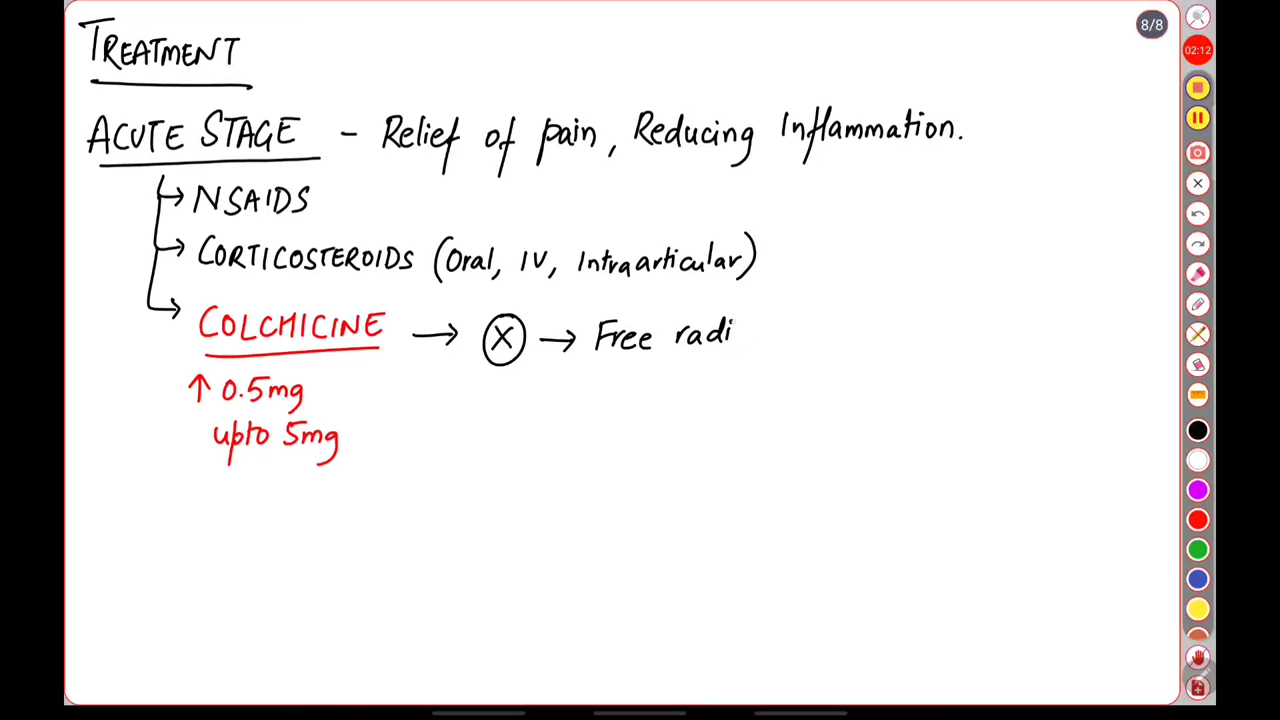 8/8
02:12
TREATMENT
ACUTE STAGE - Relief of pain, Reducing Inflammation.
→ NSAIDS
→ CORTICOSTEROIDS (Oral, IV, Intraarticular)
→ COLCHICINE → X → Free radi
↑ 0.5mg
upto 5mg